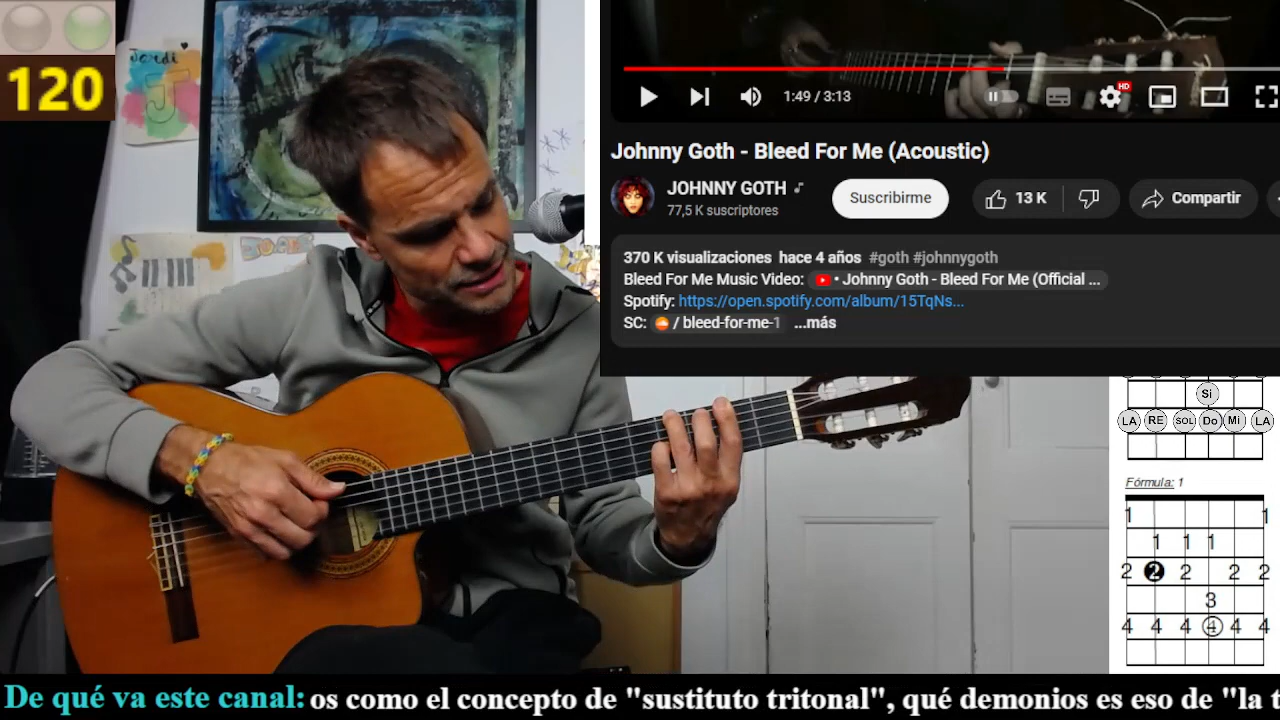 120
Jordi
J
1:49 / 3:13
HD
Johnny Goth - Bleed For Me (Acoustic)
JOHNNY GOTH
77,5 K suscriptores
Suscribirme
13 K
Compartir
370 K visualizaciones hace 4 años #goth #johnnygoth
Bleed For Me Music Video: • Johnny Goth - Bleed For Me (Official ...
Spotify: https://open.spotify.com/album/15TqNs...
SC: / bleed-for-me-1 ...más
Si
LA RE SOL Do Mi LA
Fórmula: 1
1 1
1 1 1
2 2 2 2 2
3
4 4 4 4 4 4
De qué va este canal: os como el concepto de "sustituto tritonal", qué demonios es eso de "la t